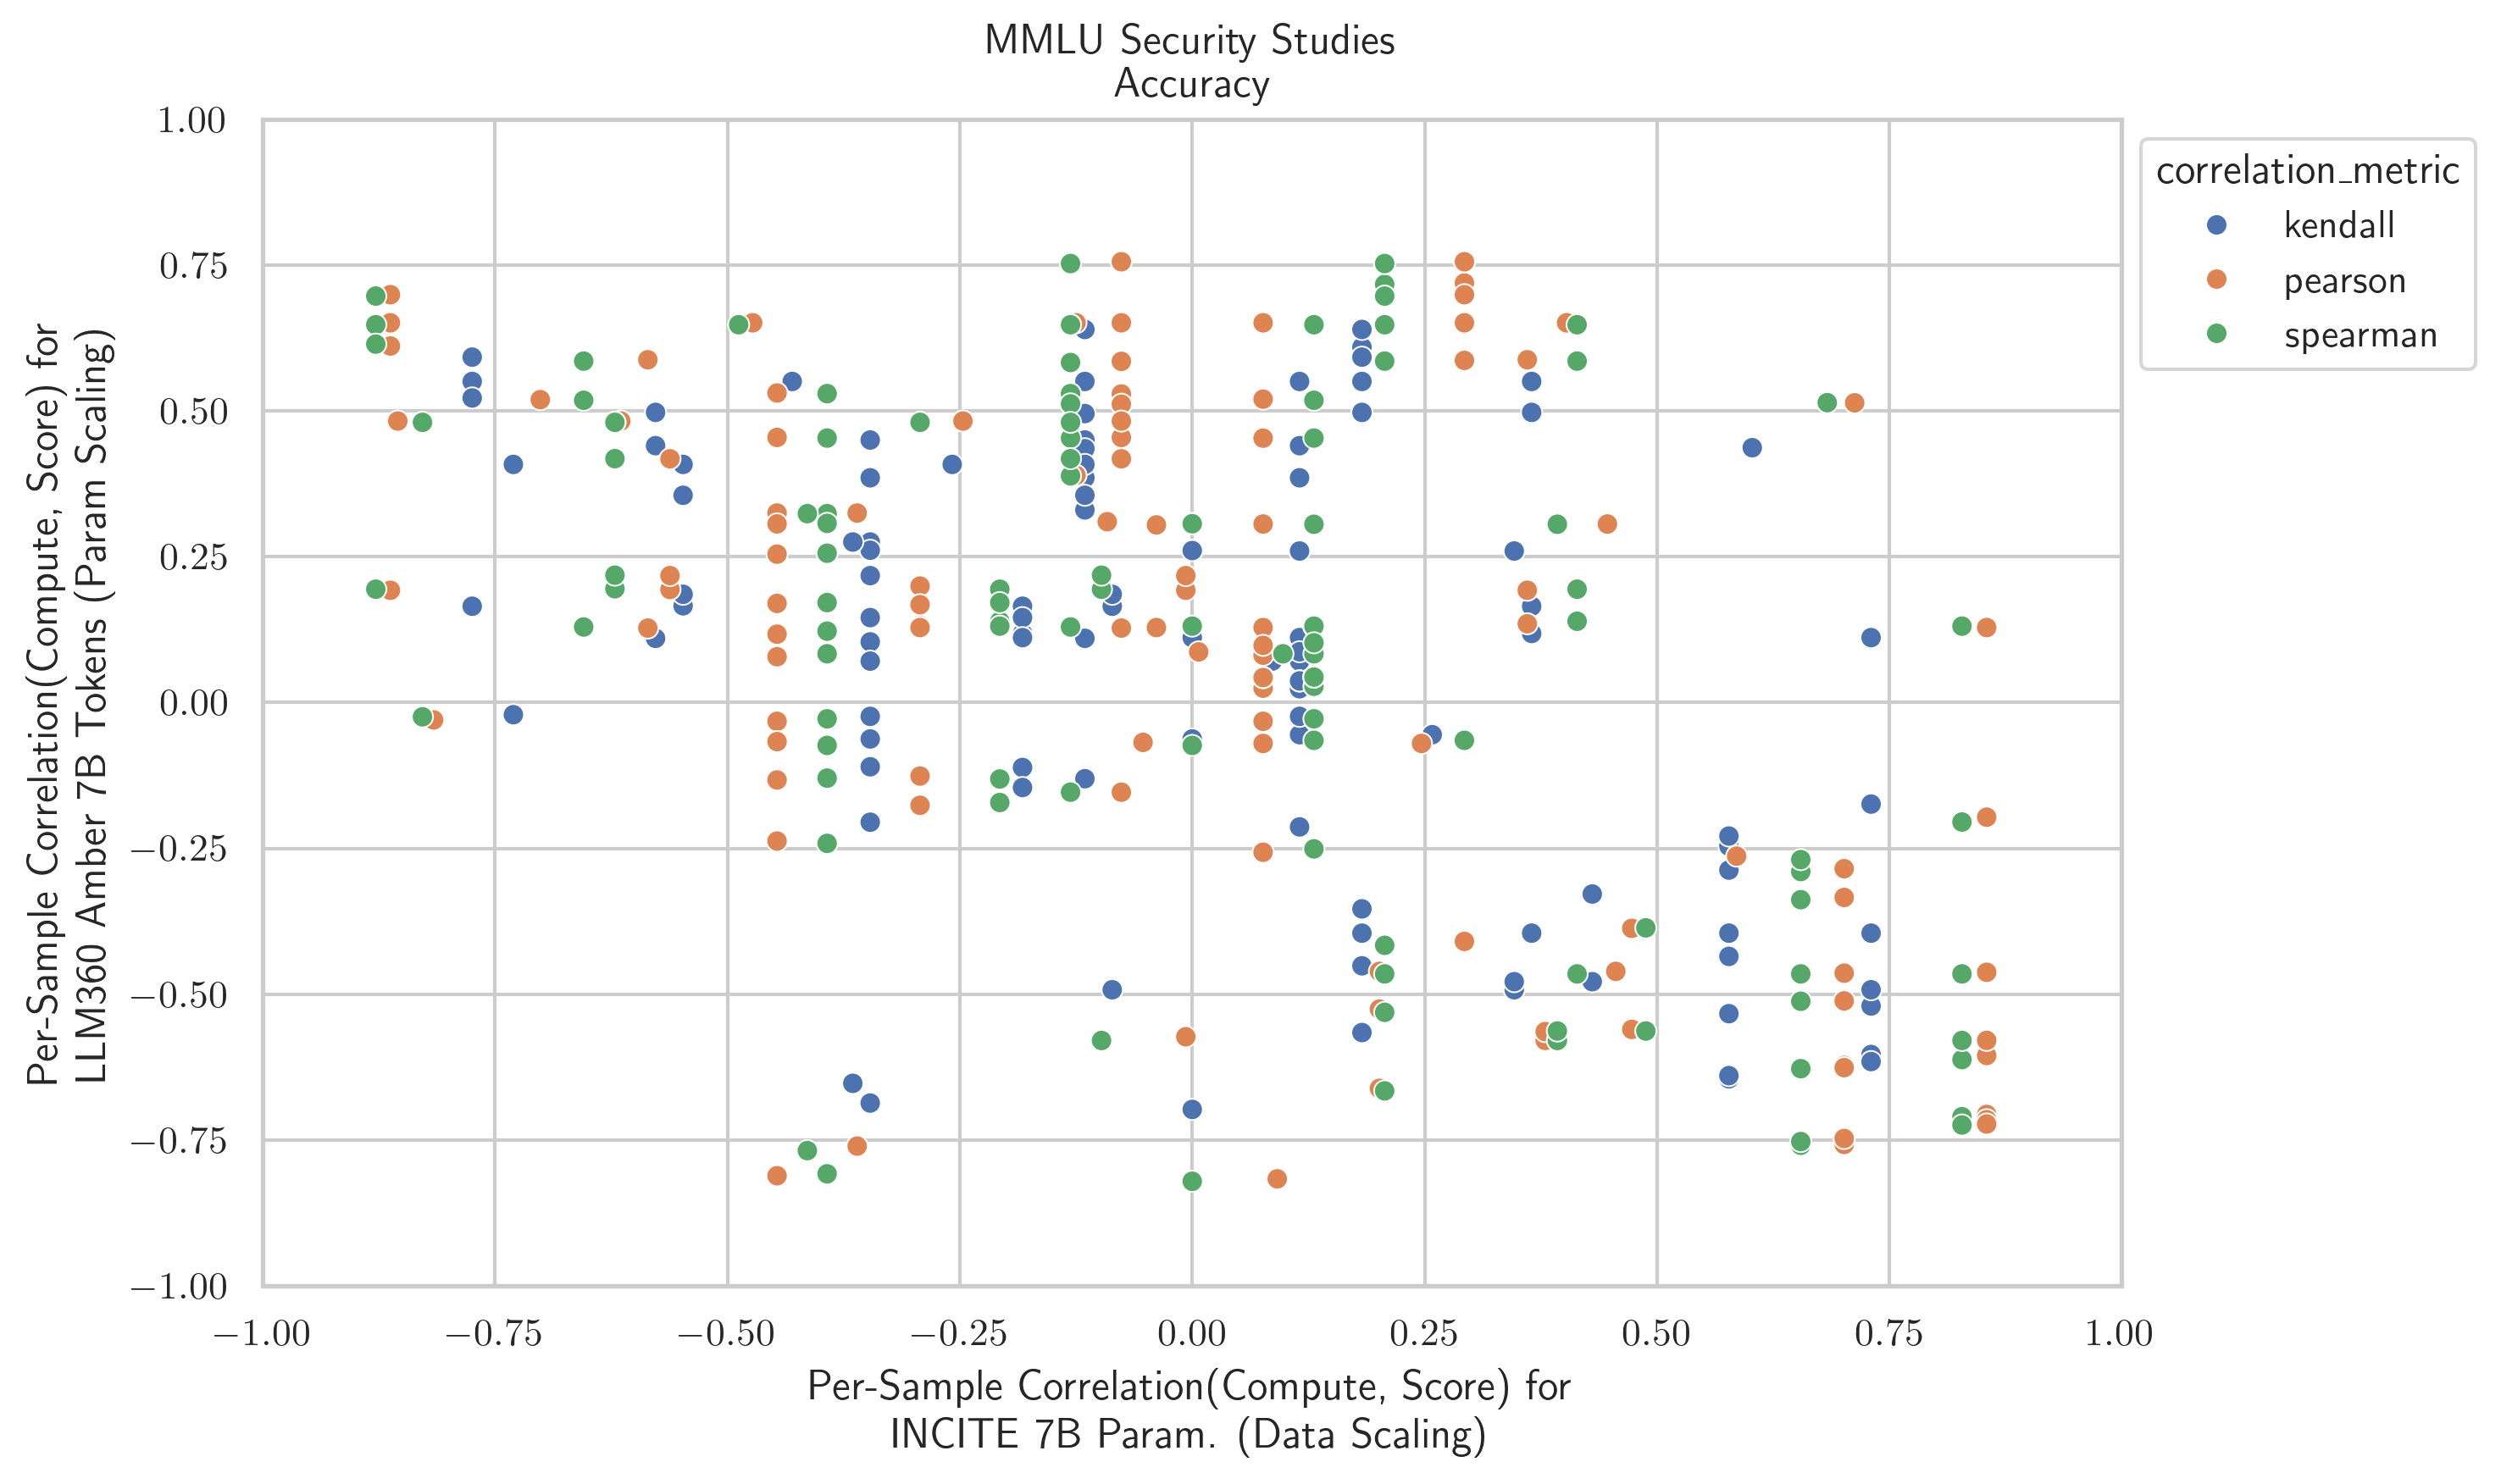 MMLU Security Studies
Accuracy
1.00
0.75
0.50
0.25
0.00
−0.25
−0.50
−0.75
−1.00
Per-Sample Correlation(Compute, Score) for
LLM360 Amber 7B Tokens (Param Scaling)
correlation_metric
kendall
pearson
spearman
−1.00 −0.75 −0.50 −0.25 0.00 0.25 0.50 0.75 1.00
Per-Sample Correlation(Compute, Score) for
INCITE 7B Param. (Data Scaling)